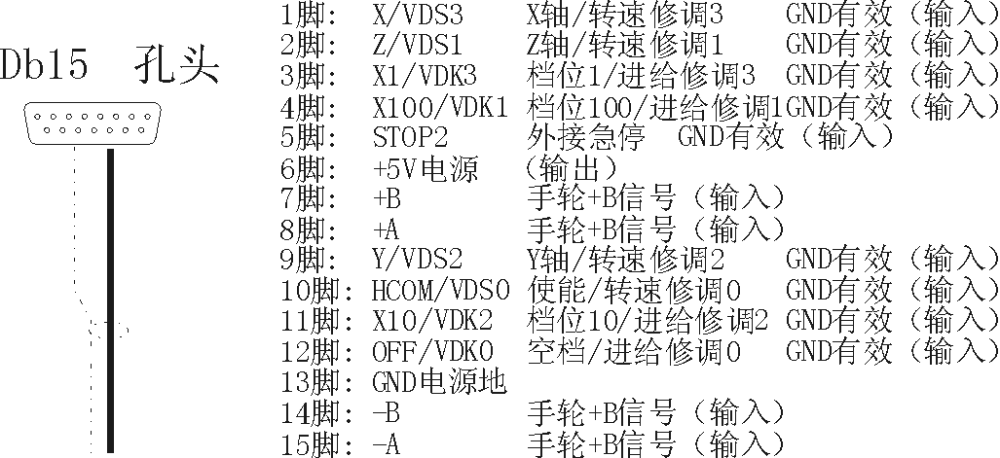 Db15 孔头
1脚: X/VDS3 X轴/转速修调3 GND有效（输入）
2脚: Z/VDS1 Z轴/转速修调1 GND有效（输入）
3脚: X1/VDK3 档位1/进给修调3 GND有效（输入）
4脚: X100/VDK1 档位100/进给修调1GND有效（输入）
5脚: STOP2 外接急停 GND有效（输入）
6脚: +5V电源 （输出）
7脚: +B 手轮+B信号（输入）
8脚: +A 手轮+B信号（输入）
9脚: Y/VDS2 Y轴/转速修调2 GND有效（输入）
10脚: HCOM/VDS0 使能/转速修调0 GND有效（输入）
11脚: X10/VDK2 档位10/进给修调2 GND有效（输入）
12脚: OFF/VDK0 空档/进给修调0 GND有效（输入）
13脚: GND电源地
14脚: -B 手轮+B信号（输入）
15脚: -A 手轮+B信号（输入）